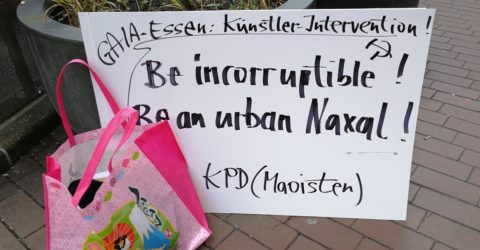 GAIA-Essen: Künstler-Intervention!
Be incorruptible!
Be an urban Naxal!
KPD (Maoisten)